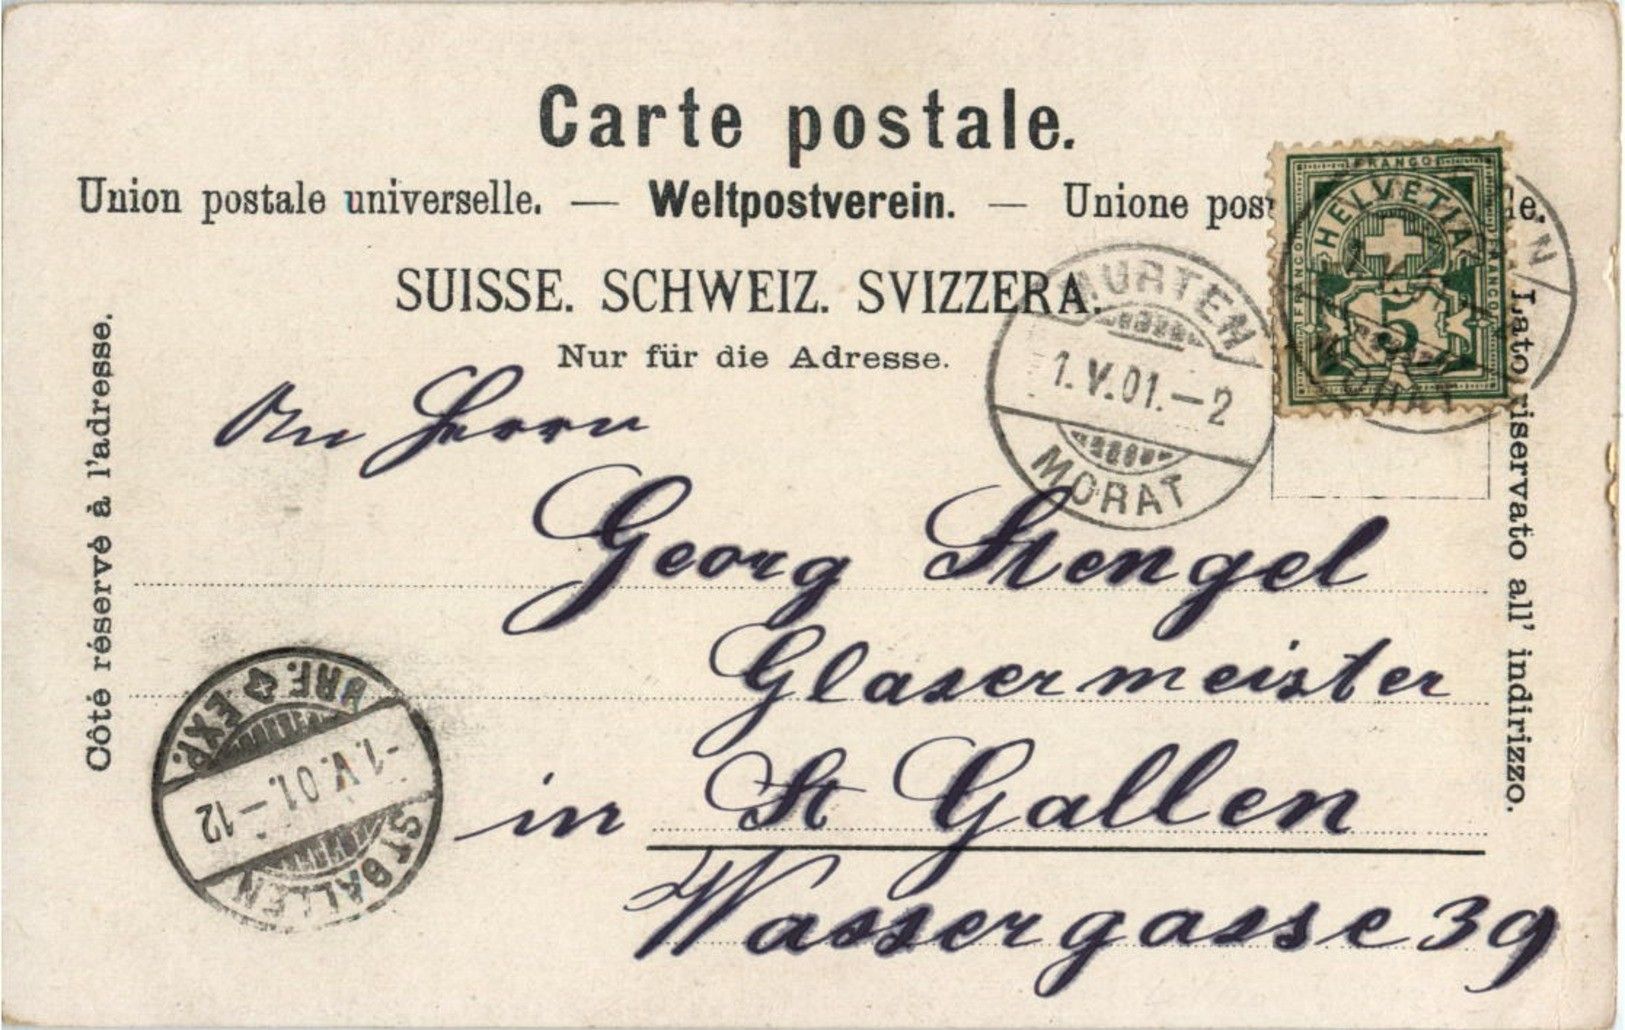 Carte postale.
Union postale universelle. — Weltpostverein. — Unione
SUISSE. SCHWEIZ. SVIZZERA.
Nur für die Adresse.
Côté réservé à l'adresse.
Lato riservato all' indirizzo.
FRANCO
FRANCO
FRANCO
HELVETIA
5
MURTEN
1.V.01.—2
MORAT
An Herrn
Georg Stengel
Glasermeister
in St Gallen
Wassergasse 39
ST GALLEN
-1.V.01.-12
BRF. EXP.